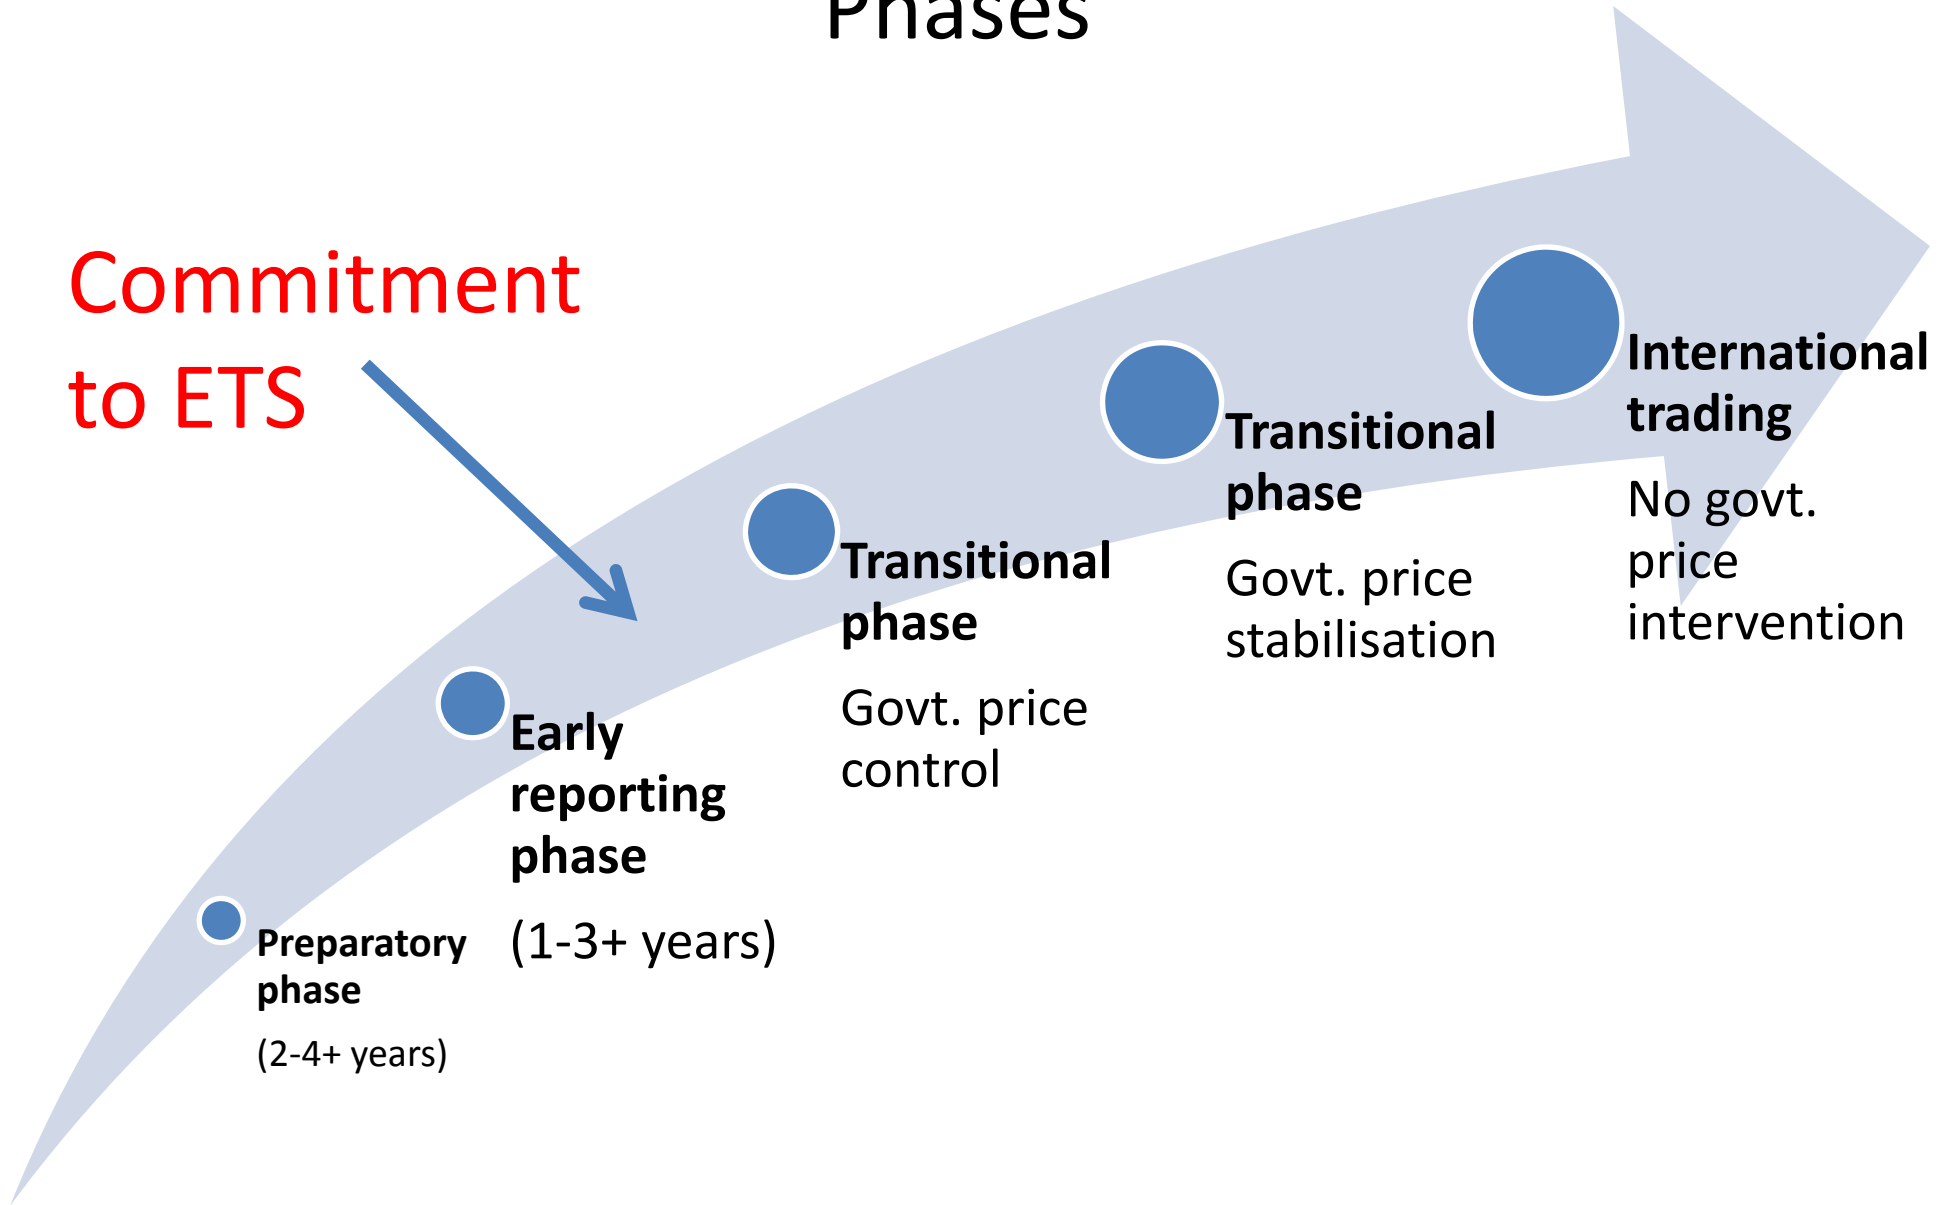 Phases
Commitment
to ETS
Preparatory
phase
(2-4+ years)
Early
reporting
phase
(1-3+ years)
Transitional
phase
Govt. price
control
Transitional
phase
Govt. price
stabilisation
International
trading
No govt.
price
intervention